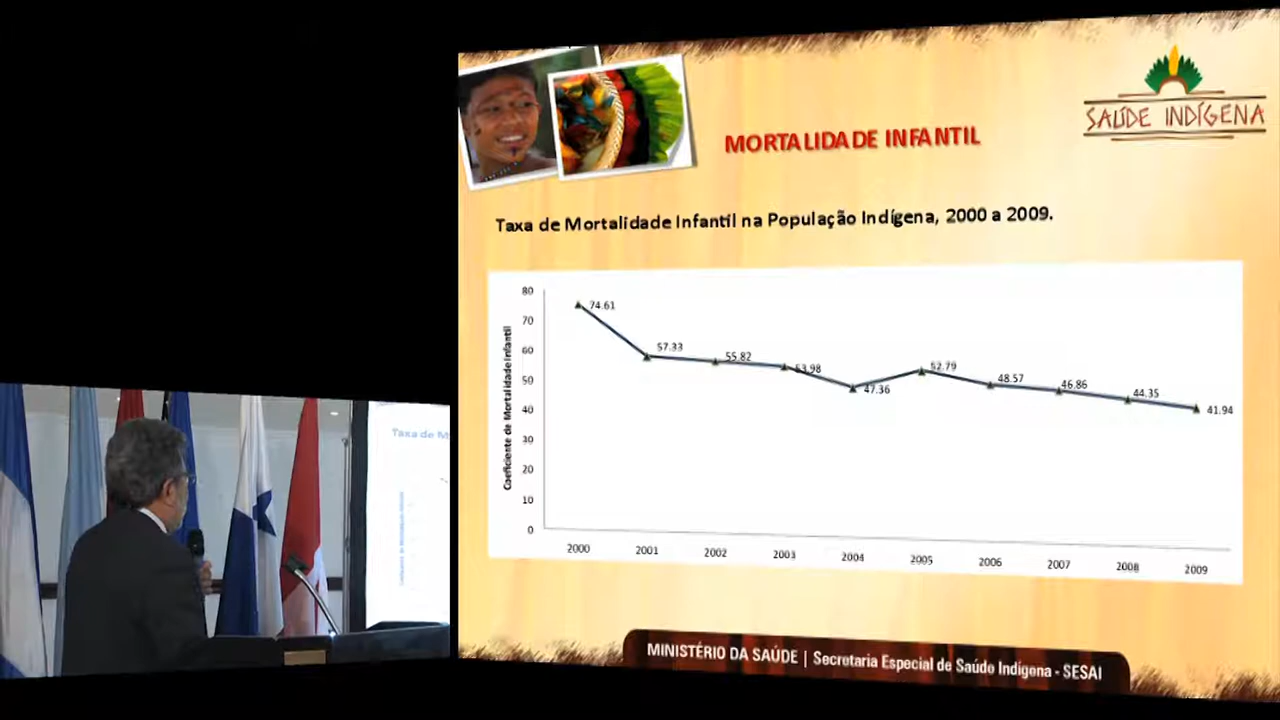 SAÚDE INDÍGENA
MORTALIDADE INFANTIL
Taxa de Mortalidade Infantil na População Indígena, 2000 a 2009.
Coeficiente de Mortalidade Infantil
80
70
60
50
40
30
20
10
0
74.61
57.33
55.82
53.98
47.36
52.79
48.57
46.86
44.35
41.94
2000 2001 2002 2003 2004 2005 2006 2007 2008 2009
MINISTÉRIO DA SAÚDE | Secretaria Especial de Saúde Indígena - SESAI
Taxa de M